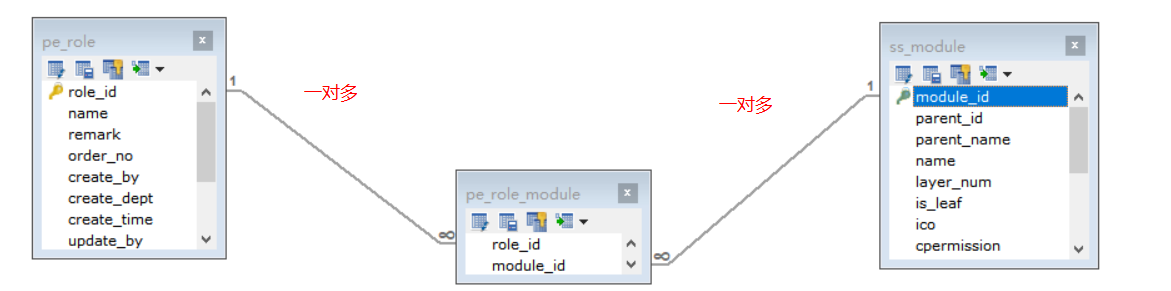 pe_role
x
role_id
name
remark
order_no
create_by
create_dept
create_time
update_by
1
一对多
∞
pe_role_module
x
role_id
module_id
∞
一对多
1
ss_module
x
module_id
parent_id
parent_name
name
layer_num
is_leaf
ico
cpermission